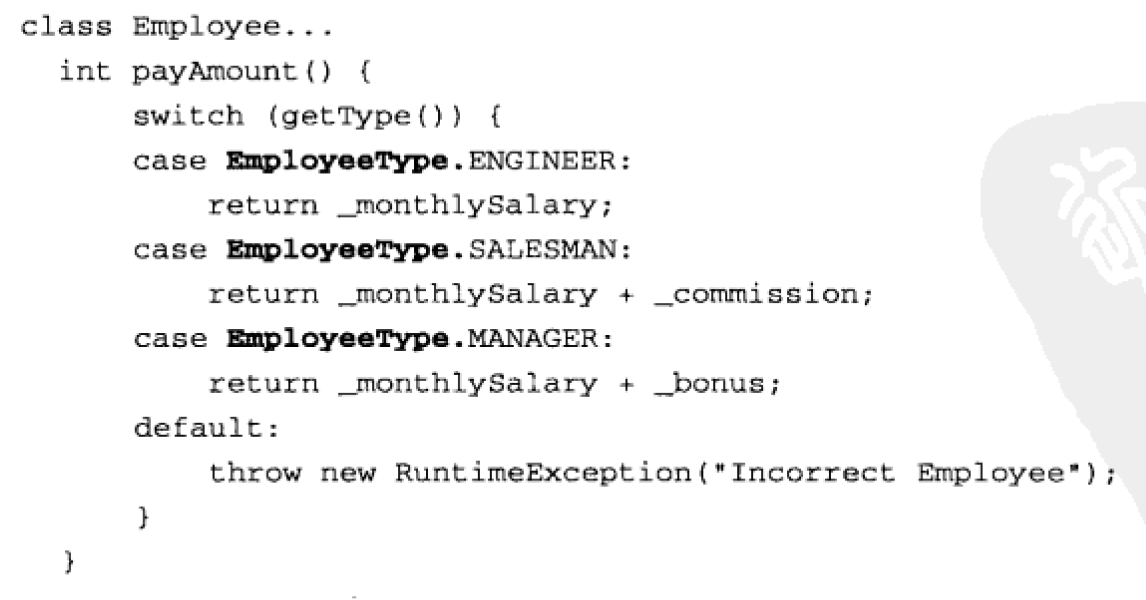 class Employee...
  int payAmount() {
      switch (getType()) {
      case EmployeeType.ENGINEER:
          return _monthlySalary;
      case EmployeeType.SALESMAN:
          return _monthlySalary + _commission;
      case EmployeeType.MANAGER:
          return _monthlySalary + _bonus;
      default:
          throw new RuntimeException("Incorrect Employee");
      }
  }